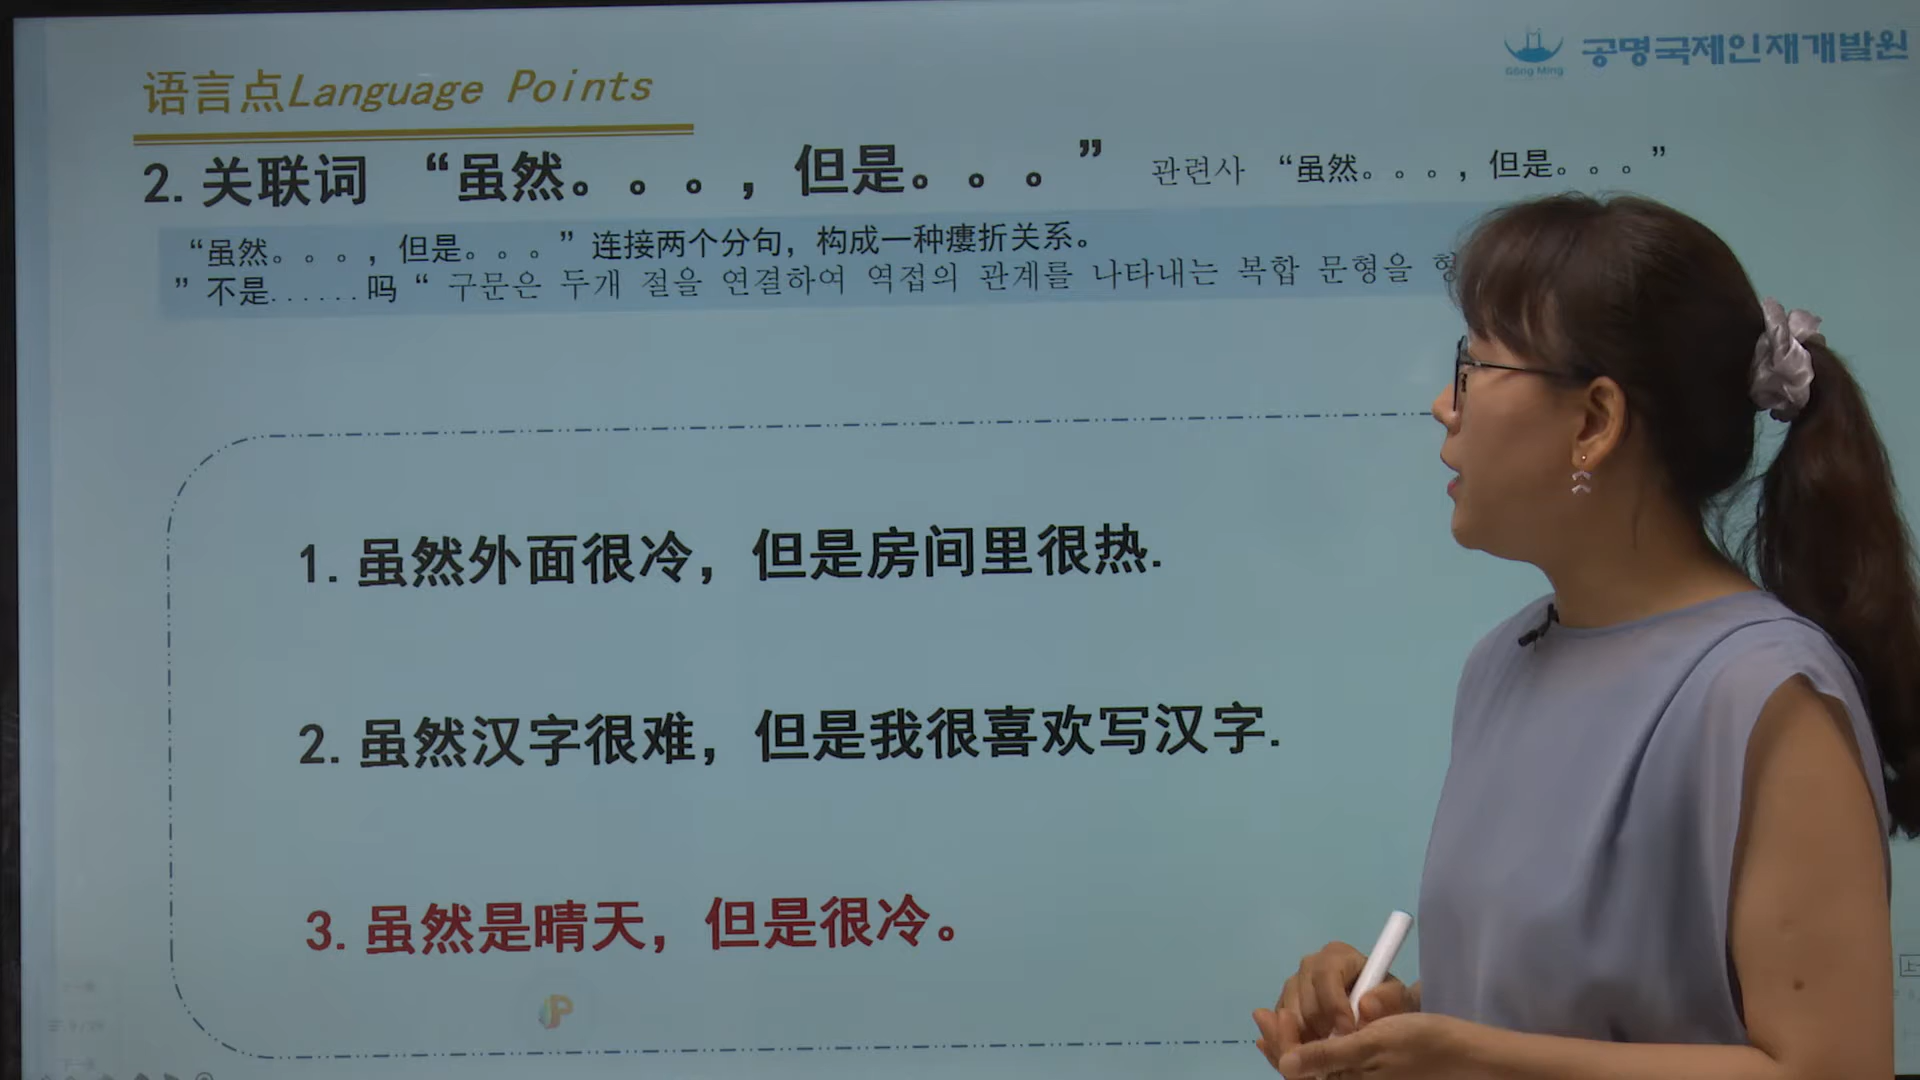 Gong Ming 공명국제인재개발원
语言点Language Points
2. 关联词 “虽然。。。，但是。。。” 관련사 “虽然。。。，但是。。。”
“虽然。。。，但是。。。” 连接两个分句，构成一种瘘折关系。
” 不是......吗 “ 구문은 두개 절을 연결하여 역접의 관계를 나타내는 복합 문형을
1. 虽然外面很冷，但是房间里很热.
2. 虽然汉字很难，但是我很喜欢写汉字.
3. 虽然是晴天，但是很冷。